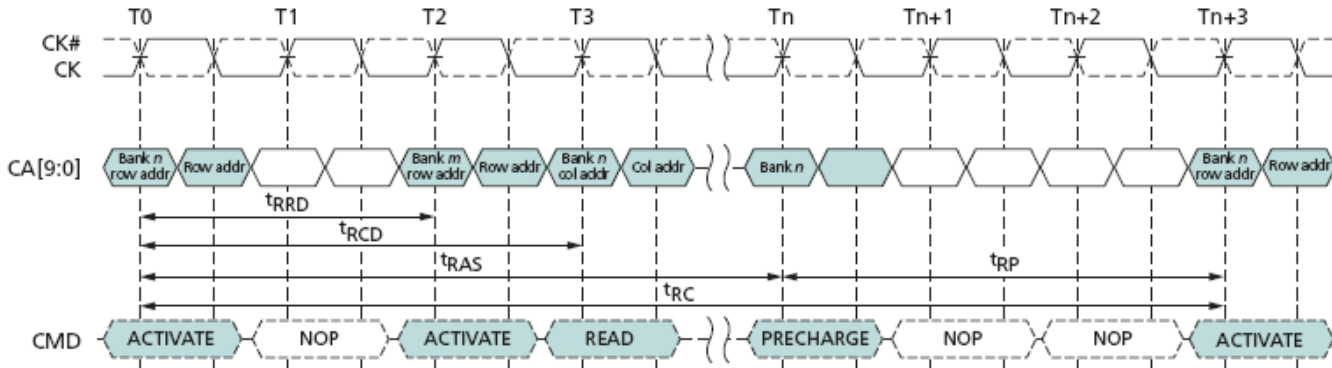 T0 T1 T2 T3 Tn Tn+1 Tn+2 Tn+3
CK#
CK
CA[9:0]
Bank n row addr Row addr Bank m row addr Row addr Bank n col addr Col addr Bank n Bank n row addr Row addr
tRRD
tRCD
tRAS tRP
tRC
CMD ACTIVATE NOP ACTIVATE READ PRECHARGE NOP NOP ACTIVATE